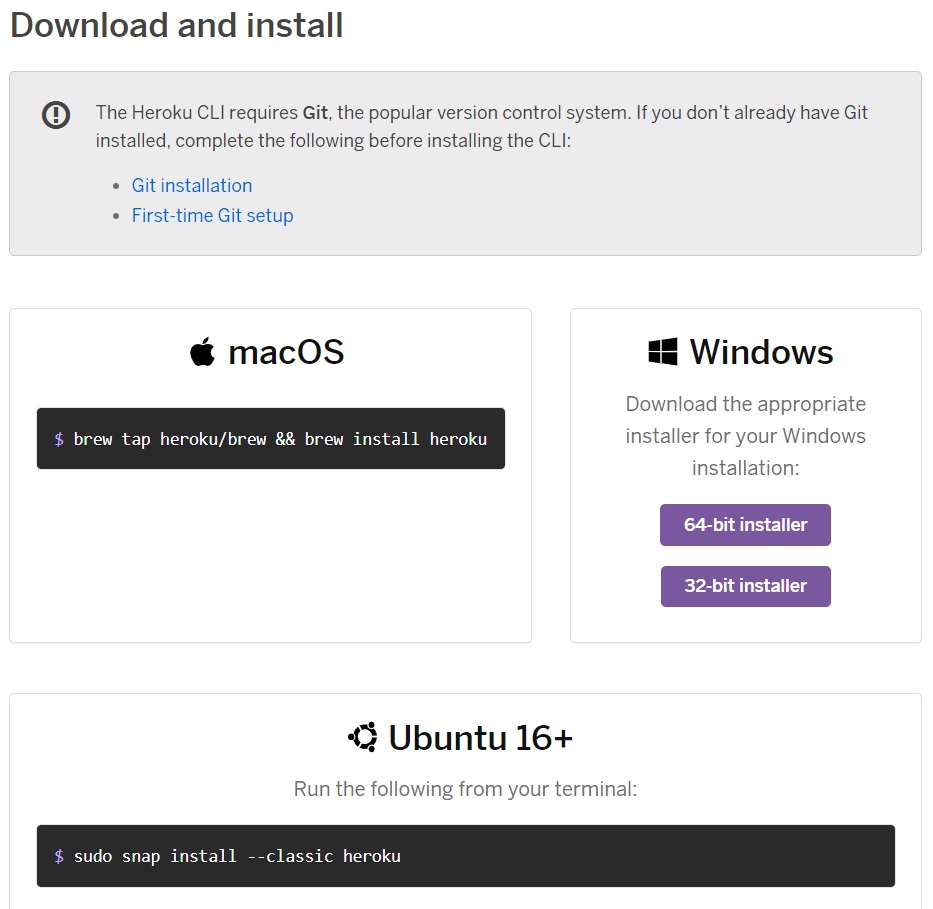 Download and install
The Heroku CLI requires Git, the popular version control system. If you don’t already have Git
installed, complete the following before installing the CLI:
• Git installation
• First-time Git setup
macOS
$ brew tap heroku/brew && brew install heroku
Windows
Download the appropriate
installer for your Windows
installation:
64-bit installer
32-bit installer
Ubuntu 16+
Run the following from your terminal:
$ sudo snap install --classic heroku